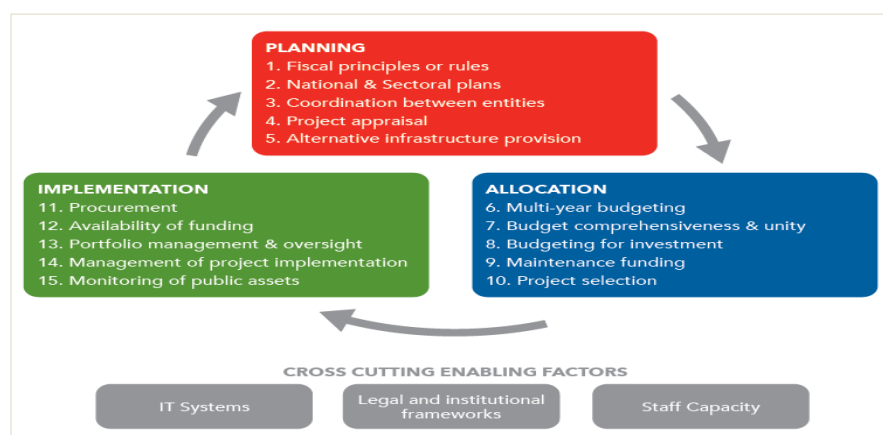 PLANNING
1. Fiscal principles or rules
2. National & Sectoral plans
3. Coordination between entities
4. Project appraisal
5. Alternative infrastructure provision
IMPLEMENTATION
11. Procurement
12. Availability of funding
13. Portfolio management & oversight
14. Management of project implementation
15. Monitoring of public assets
ALLOCATION
6. Multi-year budgeting
7. Budget comprehensiveness & unity
8. Budgeting for investment
9. Maintenance funding
10. Project selection
CROSS CUTTING ENABLING FACTORS
IT Systems
Legal and institutional
frameworks
Staff Capacity